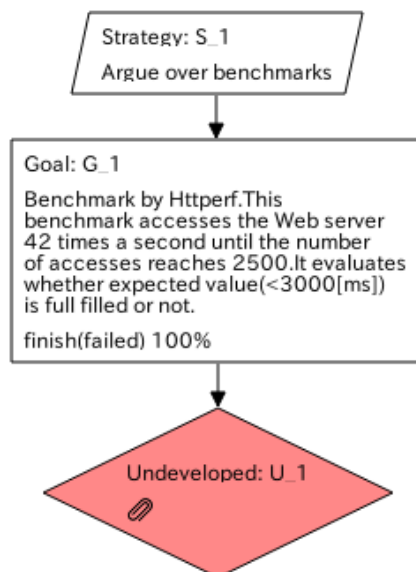 Strategy: S_1
Argue over benchmarks
Goal: G_1
Benchmark by Httperf.This
benchmark accesses the Web server
42 times a second until the number
of accesses reaches 2500.It evaluates
whether expected value(<3000[ms])
is full filled or not.
finish(failed) 100%
Undeveloped: U_1